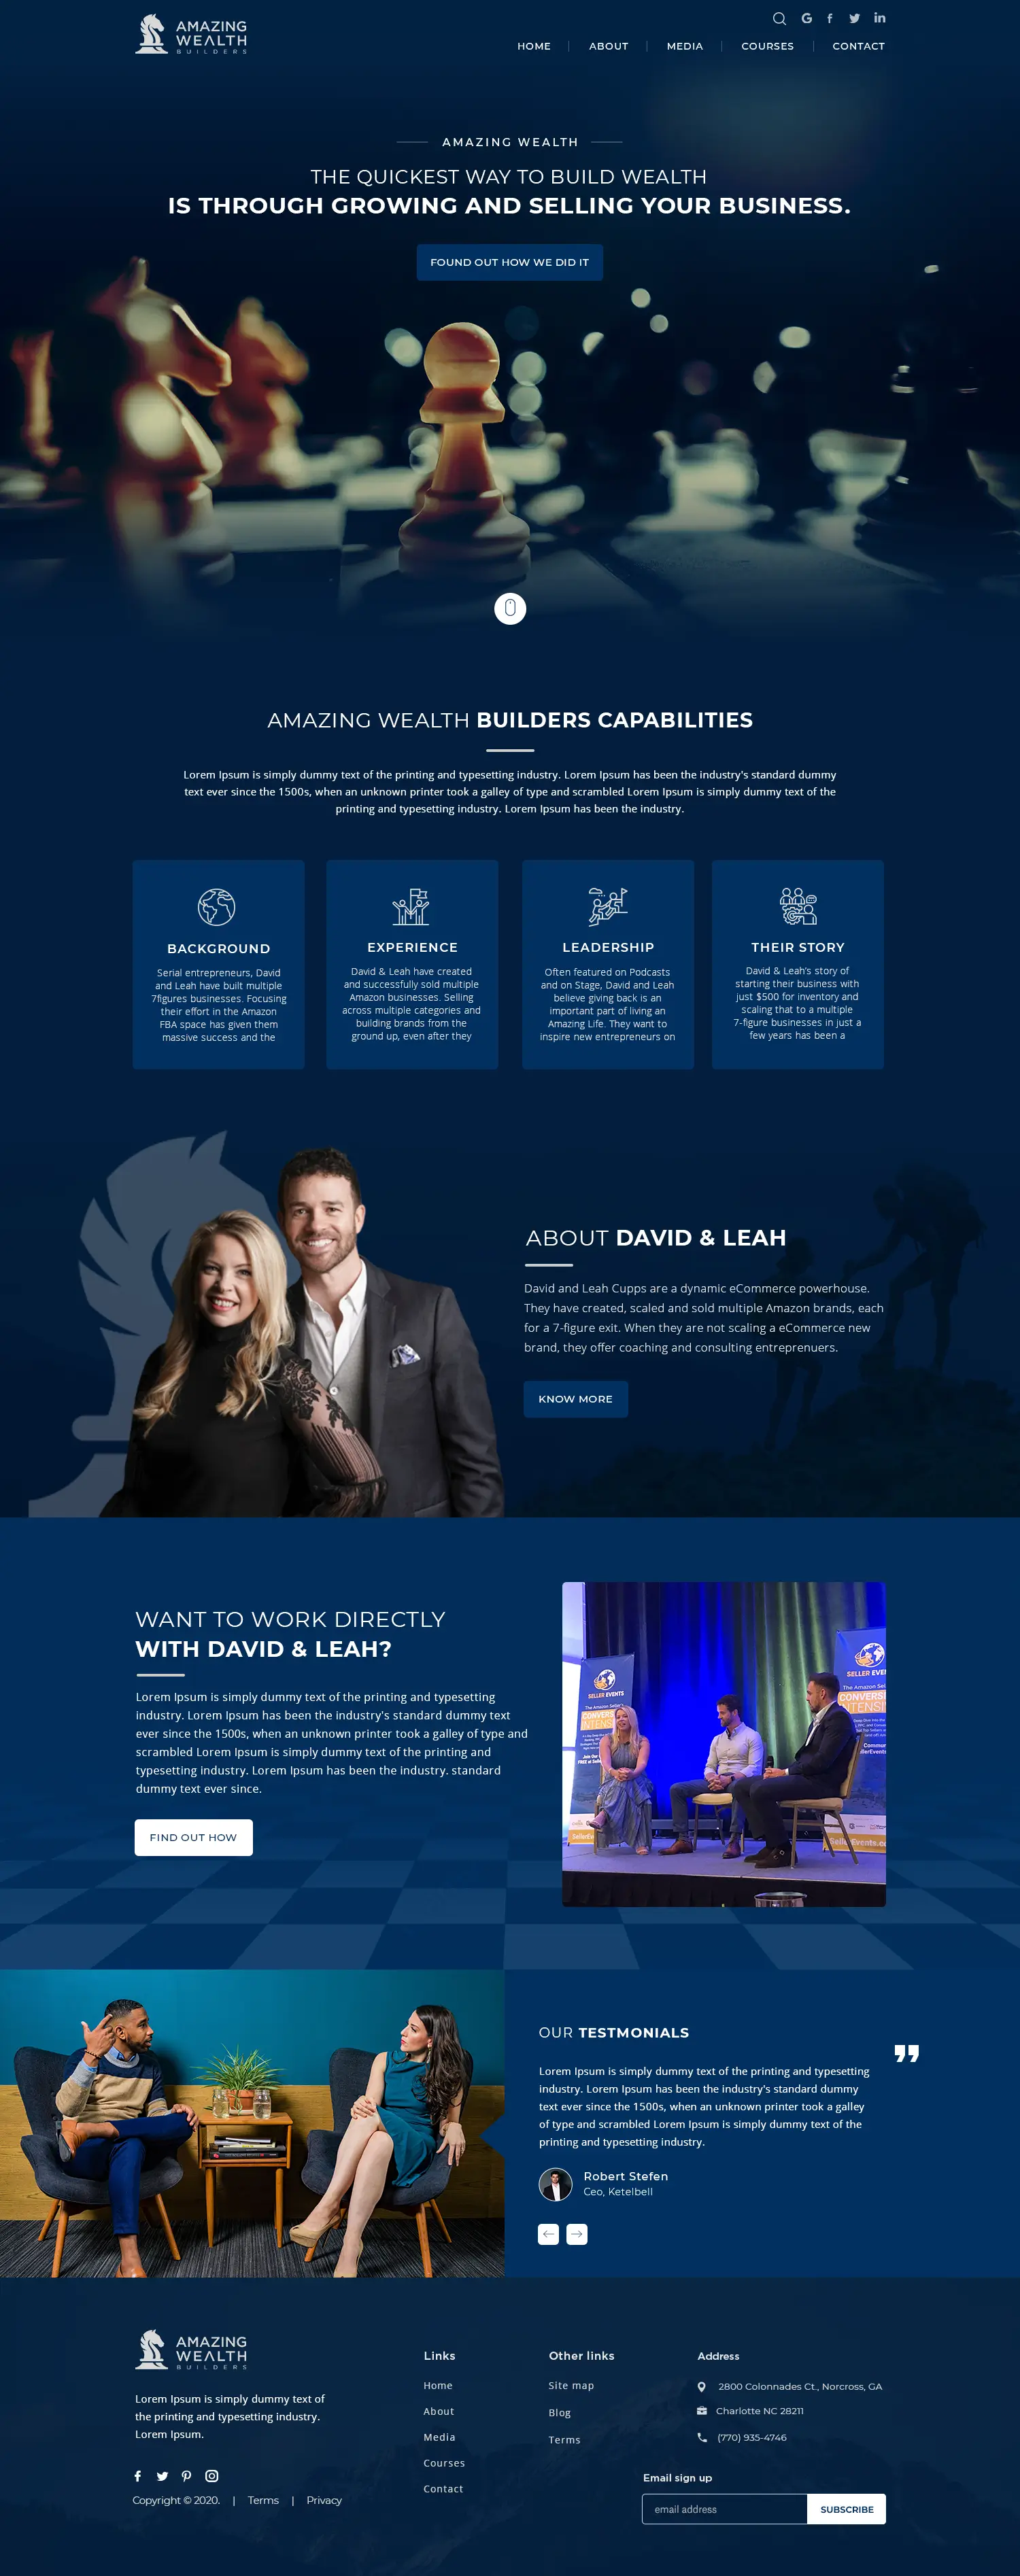 AMAZING
WEALTH
BUILDERS
HOME
ABOUT
MEDIA
COURSES
CONTACT
AMAZING WEALTH
THE QUICKEST WAY TO BUILD WEALTH
IS THROUGH GROWING AND SELLING YOUR BUSINESS.
FOUND OUT HOW WE DID IT
AMAZING WEALTH BUILDERS CAPABILITIES
Lorem Ipsum is simply dummy text of the printing and typesetting industry. Lorem Ipsum has been the industry's standard dummy
text ever since the 1500s, when an unknown printer took a galley of type and scrambled Lorem Ipsum is simply dummy text of the
printing and typesetting industry. Lorem Ipsum has been the industry.
BACKGROUND
Serial entrepreneurs, David
and Leah have built multiple
7figures businesses. Focusing
their effort in the Amazon
FBA space has given them
massive success and the
EXPERIENCE
David & Leah have created
and successfully sold multiple
Amazon businesses. Selling
across multiple categories and
building brands from the
ground up, even after they
LEADERSHIP
Often featured on Podcasts
and on Stage, David and Leah
believe giving back is an
important part of living an
Amazing Life. They want to
inspire new entrepreneurs on
THEIR STORY
David & Leah's story of
starting their business with
just $500 for inventory and
scaling that to a multiple
7-figure businesses in just a
few years has been a
ABOUT DAVID & LEAH
David and Leah Cupps are a dynamic eCommerce powerhouse.
They have created, scaled and sold multiple Amazon brands, each
for a 7-figure exit. When they are not scaling a eCommerce new
brand, they offer coaching and consulting entreprenuers.
KNOW MORE
WANT TO WORK DIRECTLY
WITH DAVID & LEAH?
Lorem Ipsum is simply dummy text of the printing and typesetting
industry. Lorem Ipsum has been the industry's standard dummy text
ever since the 1500s, when an unknown printer took a galley of type and
scrambled Lorem Ipsum is simply dummy text of the printing and
typesetting industry. Lorem Ipsum has been the industry. standard
dummy text ever since.
FIND OUT HOW
SELLER EVENTS
The Amazon Seller's
SELLER EVEN
The Amazon Sel
CONVERSI
INTENSI
OUR TESTMONIALS
Lorem Ipsum is simply dummy text of the printing and typesetting
industry. Lorem Ipsum has been the industry's standard dummy
text ever since the 1500s, when an unknown printer took a galley
of type and scrambled Lorem Ipsum is simply dummy text of the
printing and typesetting industry.
Robert Stefen
Ceo, Ketelbell
AMAZING
WEALTH
BUILDERS
Lorem Ipsum is simply dummy text of
the printing and typesetting industry.
Lorem Ipsum.
Copyright © 2020. | Terms | Privacy
Links
Home
About
Media
Courses
Contact
Other links
Site map
Blog
Terms
Address
2800 Colonnades Ct., Norcross, GA
Charlotte NC 28211
(770) 935-4746
Email sign up
email address
SUBSCRIBE